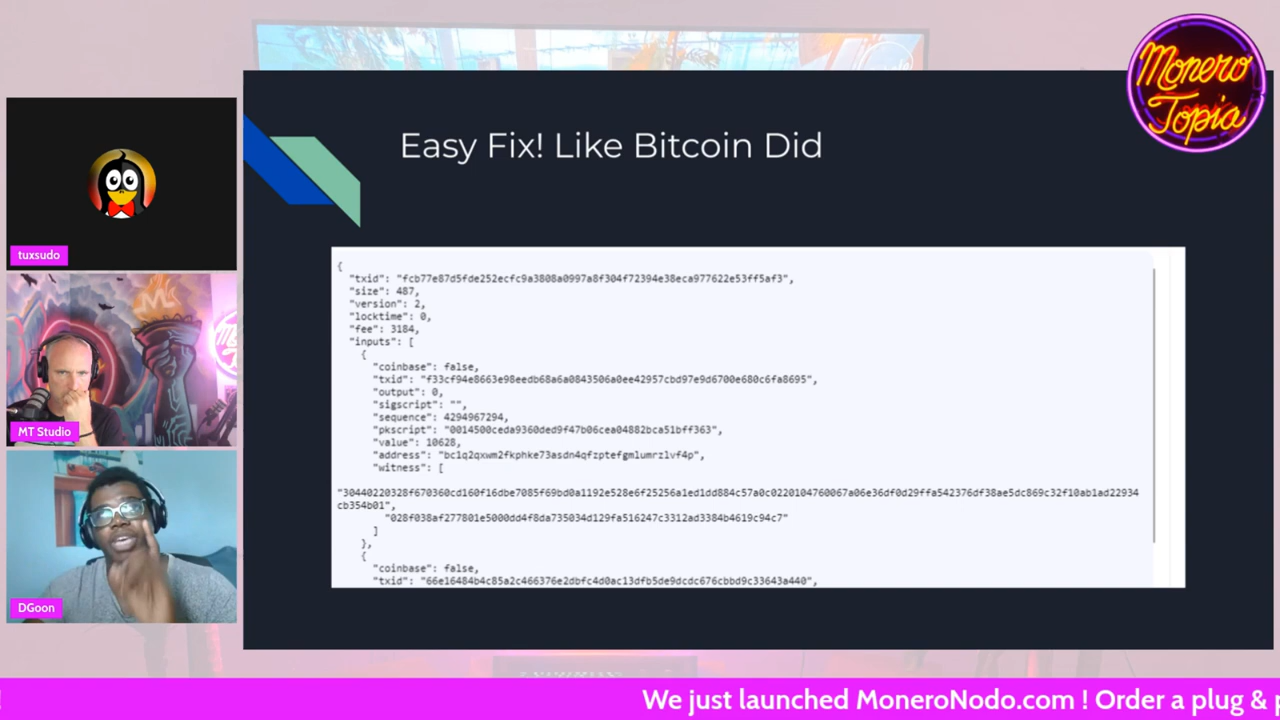 Monero
Topia
Easy Fix! Like Bitcoin Did
{
"txid": "fcb77e87d5fde252ecfc9a3808a0997a8f304f72394e38eca977622e53ff5af3",
"size": 487,
"version": 2,
"locktime": 0,
"fee": 3184,
"inputs": [
{
"coinbase": false,
"txid": "f33cf94e8663e98eedb68a6a0843506a0ee42957cbd97e9d6700e680c6fa8695",
"output": 0,
"sigscript": "",
"sequence": 4294967294,
"pkscript": "0014500ceda9360ded9f47b06cea04882bca51bff363",
"value": 10628,
"address": "bc1q2qxwm2fkphke73asdn4qfzptefgmlumrzlvf4p",
"witness": [
"30440220328f670360cd160f16dbe7085f69bd0a1192e528e6f25256a1ed1dd884c57a0c0220104760067a06e36df0d29ffa542376df38ae5dc869c32f10ab1ad22934
cb354b01",
"028f038af277801e5000dd4f8da735034d129fa516247c3312ad3384b4619c94c7"
]
},
{
"coinbase": false,
"txid": "66e16484b4c85a2c466376e2dbfc4d0ac13dfb5de9dcdc676cbbd9c33643a440",
tuxsudo
MT Studio
DGoon
! We just launched MoneroNodo.com ! Order a plug & p